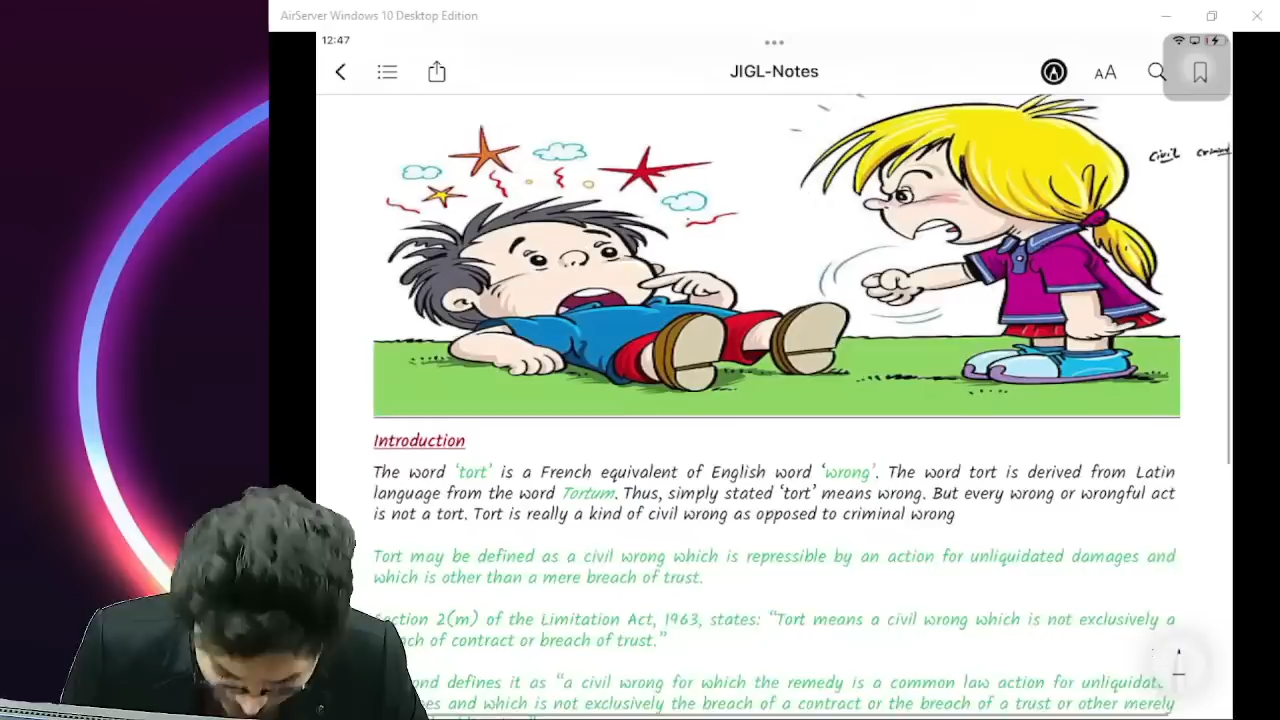 AirServer Windows 10 Desktop Edition
12:47
JIGL-Notes
AA
Civil
Introduction
The word ‘tort’ is a French equivalent of English word ‘wrong’. The word tort is derived from Latin
language from the word Tortum. Thus, simply stated ‘tort’ means wrong. But every wrong or wrongful act
is not a tort. Tort is really a kind of civil wrong as opposed to criminal wrong
Tort may be defined as a civil wrong which is repressible by an action for unliquidated damages and
which is other than a mere breach of trust.
ection 2(m) of the Limitation Act, 1963, states: “Tort means a civil wrong which is not exclusively a
ach of contract or breach of trust.”
ond defines it as “a civil wrong for which the remedy is a common law action for unliquidate
es and which is not exclusively the breach of a contract or the breach of a trust or other merely